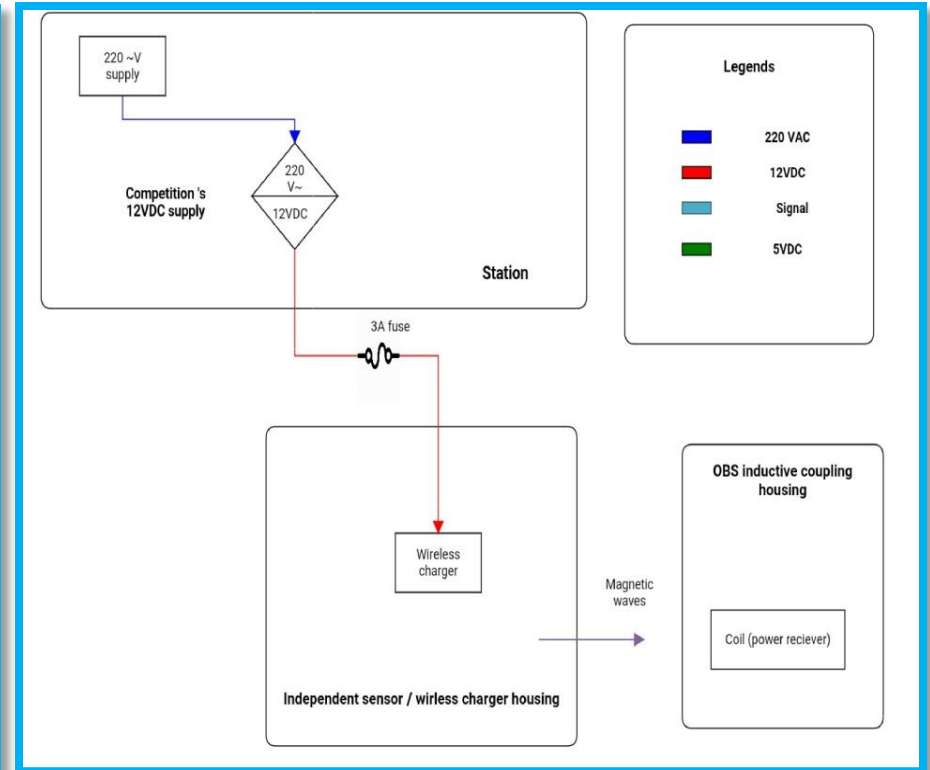 220 ~V
supply
220
V~
12VDC
Competition 's
12VDC supply
Station
Legends
220 VAC
12VDC
Signal
5VDC
3A fuse
Wireless
charger
Independent sensor / wirless charger housing
Magnetic
waves
OBS inductive coupling
housing
Coil (power reciever)